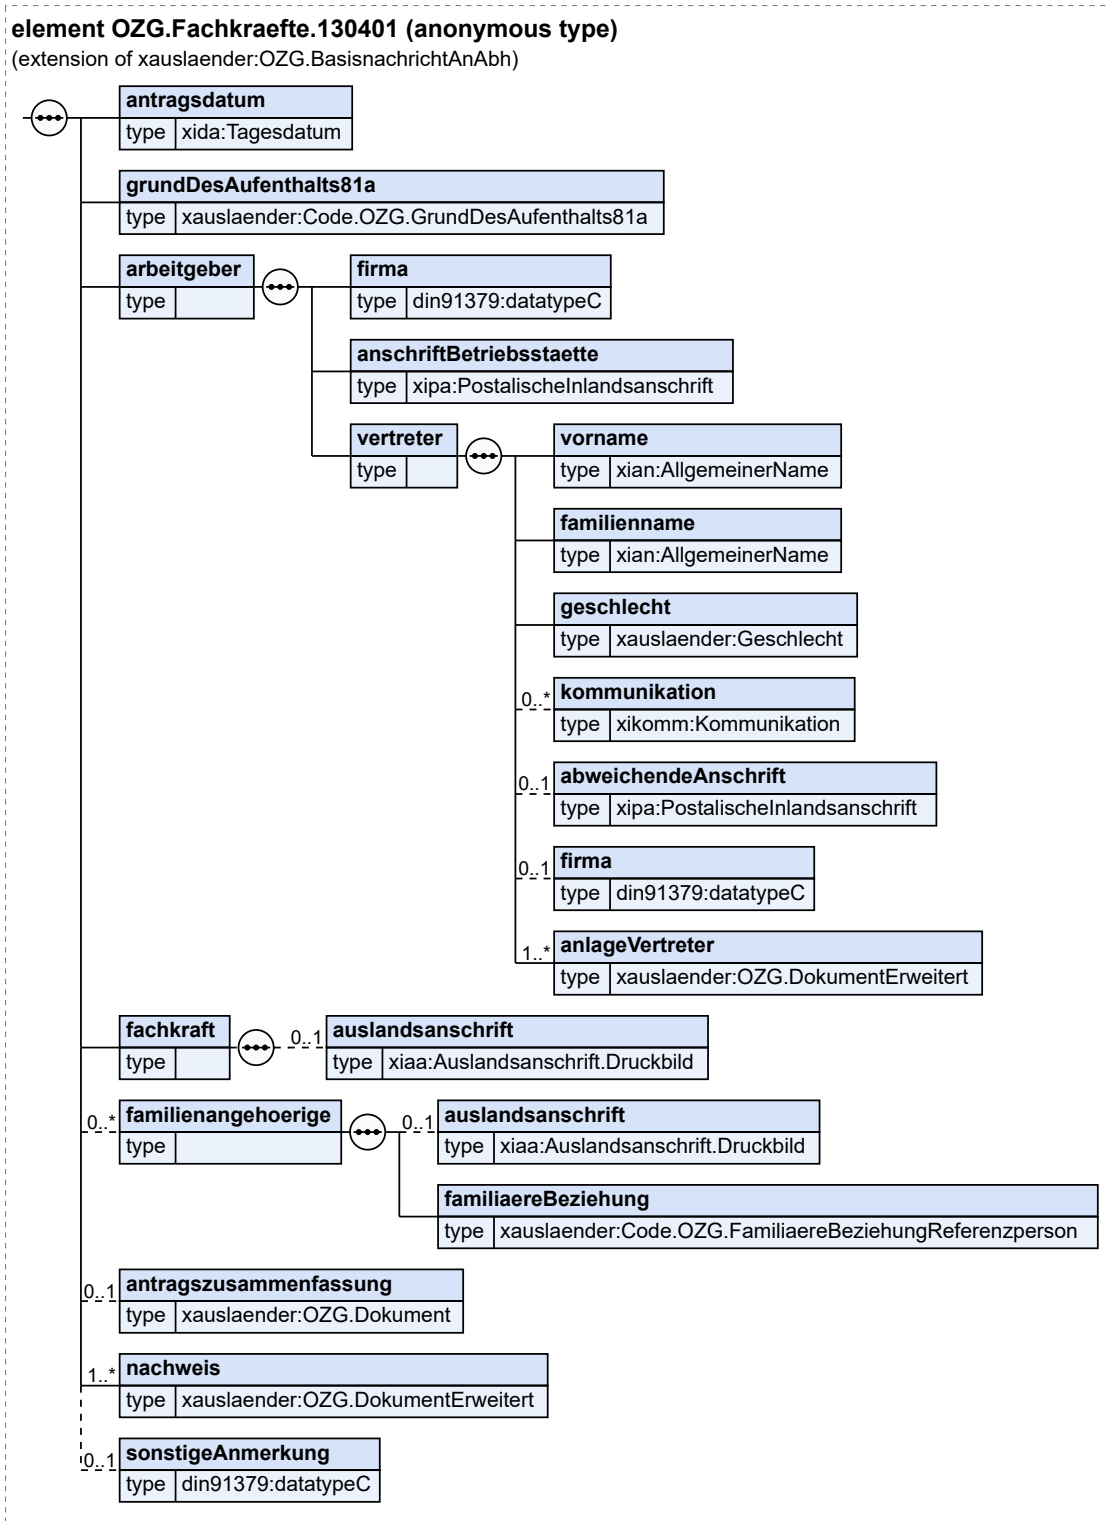 element OZG.Fachkraefte.130401 (anonymous type)
(extension of xauslaender:OZG.BasisnachrichtAnAbh)
antragsdatum
type xida:Tagesdatum
grundDesAufenthalts81a
type xauslaender:Code.OZG.GrundDesAufenthalts81a
arbeitgeber
type
firma
type din91379:datatypeC
anschriftBetriebsstaette
type xipa:PostalischeInlandsanschrift
vertreter
type
vorname
type xian:AllgemeinerName
familienname
type xian:AllgemeinerName
geschlecht
type xauslaender:Geschlecht
0..* kommunikation
type xikomm:Kommunikation
0..1 abweichendeAnschrift
type xipa:PostalischeInlandsanschrift
0..1 firma
type din91379:datatypeC
1..* anlageVertreter
type xauslaender:OZG.DokumentErweitert
fachkraft
type
0..1 auslandsanschrift
type xiaa:Auslandsanschrift.Druckbild
0..* familienangehoerige
type
0..1 auslandsanschrift
type xiaa:Auslandsanschrift.Druckbild
familiaereBeziehung
type xauslaender:Code.OZG.FamiliaereBeziehungReferenzperson
0..1 antragszusammenfassung
type xauslaender:OZG.Dokument
1..* nachweis
type xauslaender:OZG.DokumentErweitert
0..1 sonstigeAnmerkung
type din91379:datatypeC